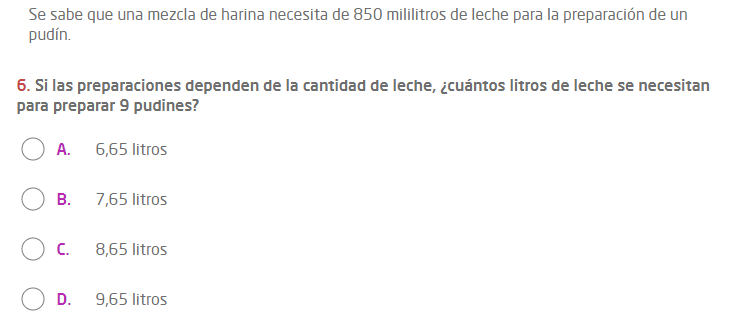 Se sabe que una mezcla de harina necesita de 850 mililitros de leche para la preparación de un
pudín.
6. Si las preparaciones dependen de la cantidad de leche, ¿cuántos litros de leche se necesitan
para preparar 9 pudines?
A. 6,65 litros
B. 7,65 litros
C. 8,65 litros
D. 9,65 litros